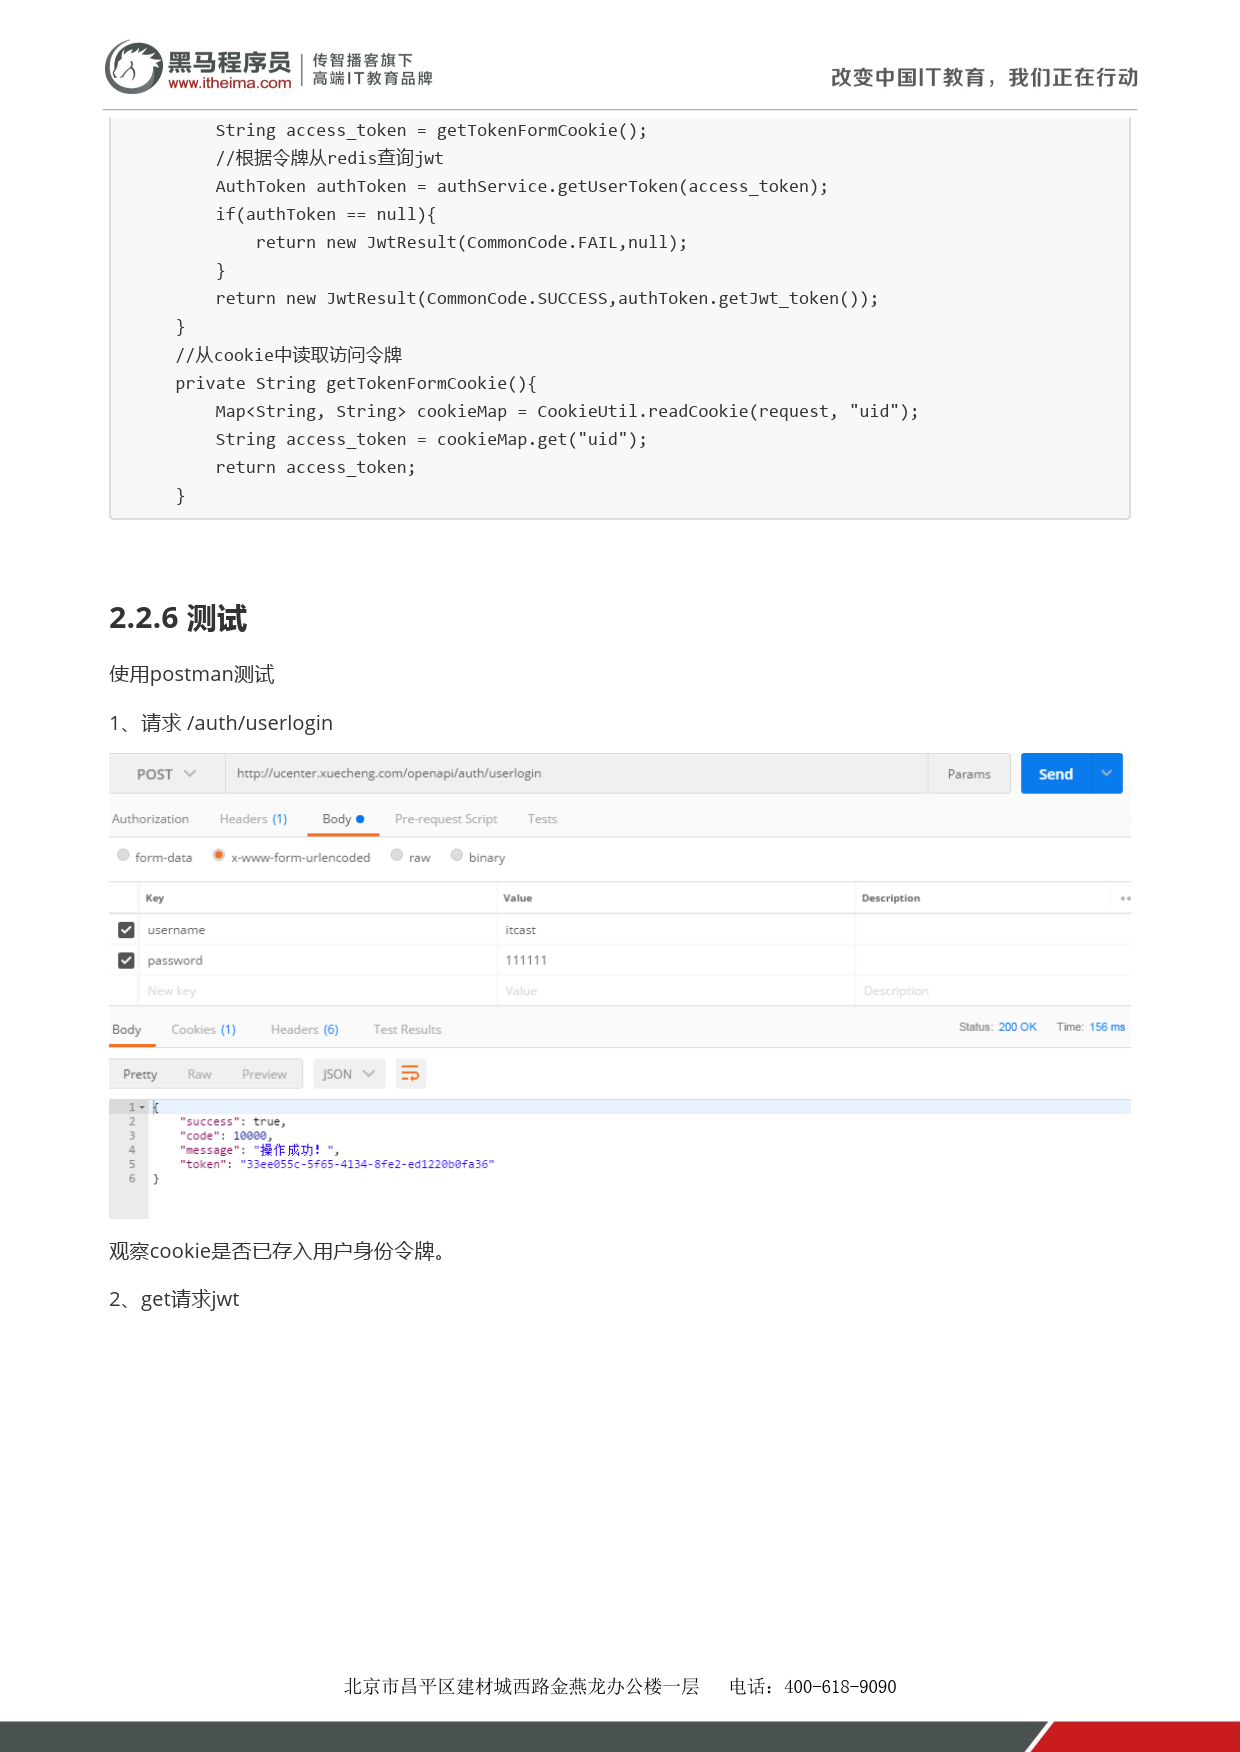 黑马程序员 传智播客旗下
www.itheima.com 高端IT教育品牌
改变中国IT教育，我们正在行动
String access_token = getTokenFormCookie();
//根据令牌从redis查询jwt
AuthToken authToken = authService.getUserToken(access_token);
if(authToken == null){
return new JwtResult(CommonCode.FAIL,null);
}
return new JwtResult(CommonCode.SUCCESS,authToken.getJwt_token());
}
//从cookie中读取访问令牌
private String getTokenFormCookie(){
Map<String, String> cookieMap = CookieUtil.readCookie(request, "uid");
String access_token = cookieMap.get("uid");
return access_token;
}
2.2.6 测试
使用postman测试
1、请求 /auth/userlogin
POST http://ucenter.xuecheng.com/openapi/auth/userlogin Params Send
Authorization Headers (1) Body Pre-request Script Tests
form-data x-www-form-urlencoded raw binary
Key Value Description
username itcast
password 111111
New key Value Description
Body Cookies (1) Headers (6) Test Results Status: 200 OK Time: 156 ms
Pretty Raw Preview JSON
1 {
2 "success": true,
3 "code": 10000,
4 "message": "操作成功！",
5 "token": "33ee055c-5f65-4134-8fe2-ed1220b0fa36"
6 }
观察cookie是否已存入用户身份令牌。
2、get请求jwt
北京市昌平区建材城西路金燕龙办公楼一层 电话：400-618-9090